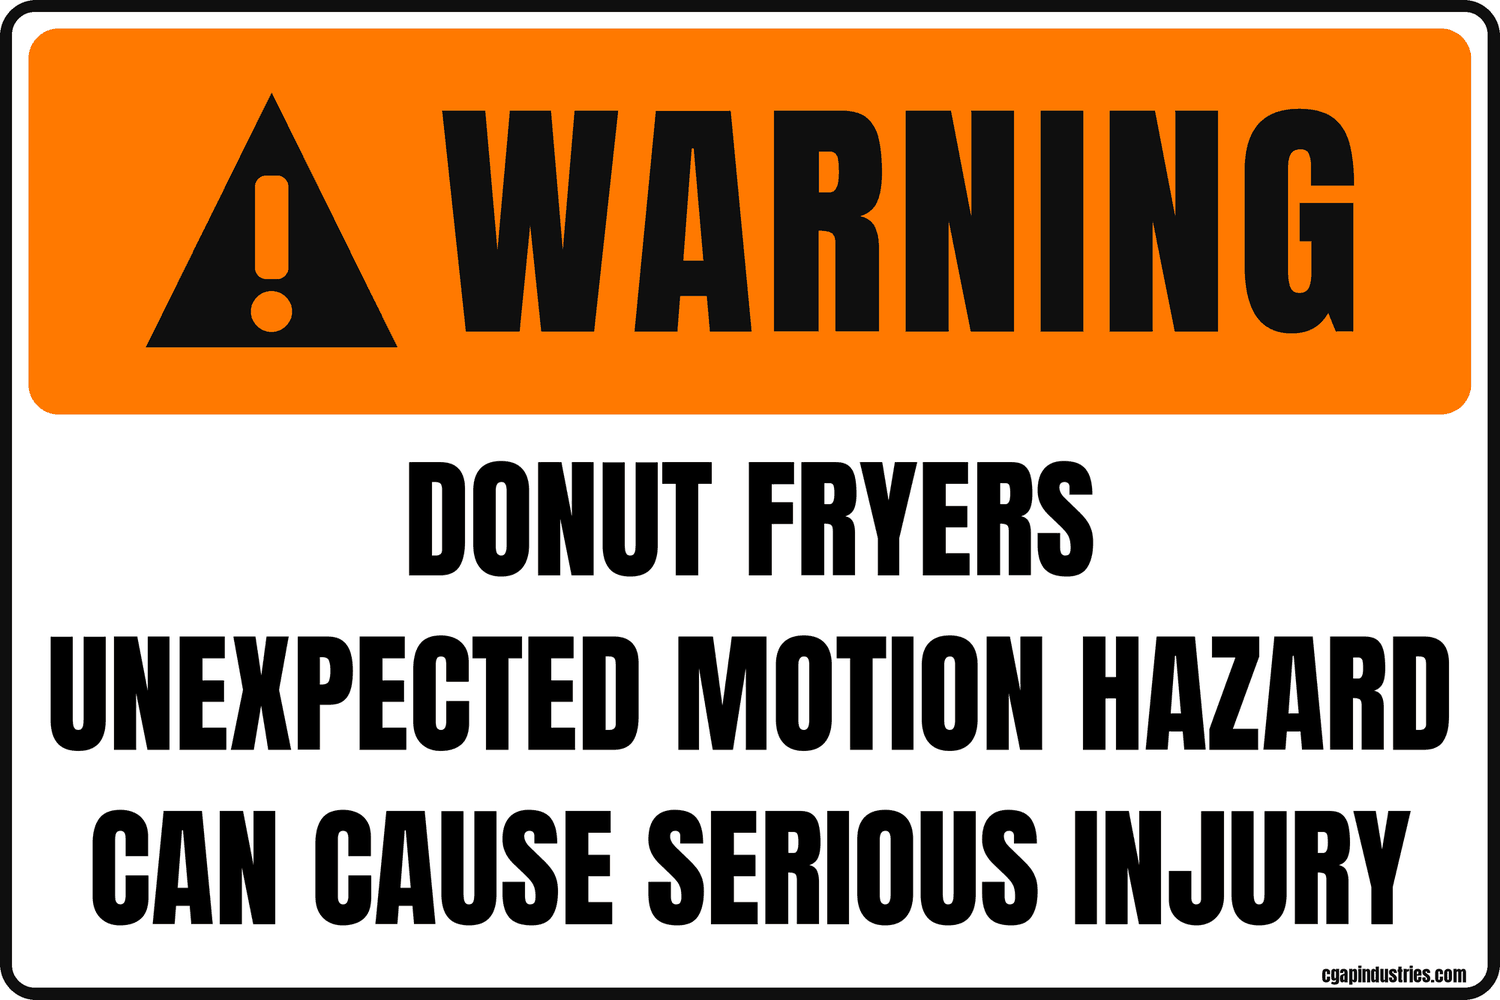 WARNING
DONUT FRYERS
UNEXPECTED MOTION HAZARD
CAN CAUSE SERIOUS INJURY
cgapindustries.com